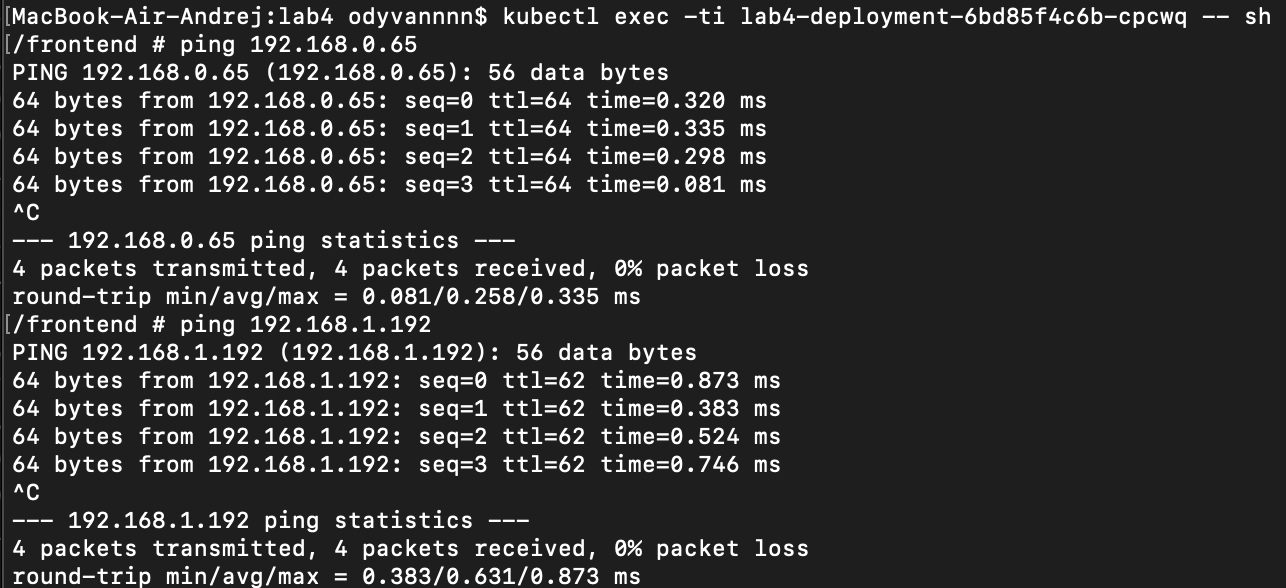 [MacBook-Air-Andrej:lab4 odyvannnn$ kubectl exec -ti lab4-deployment-6bd85f4c6b-cpcwq -- sh
[/frontend # ping 192.168.0.65
PING 192.168.0.65 (192.168.0.65): 56 data bytes
64 bytes from 192.168.0.65: seq=0 ttl=64 time=0.320 ms
64 bytes from 192.168.0.65: seq=1 ttl=64 time=0.335 ms
64 bytes from 192.168.0.65: seq=2 ttl=64 time=0.298 ms
64 bytes from 192.168.0.65: seq=3 ttl=64 time=0.081 ms
^C
--- 192.168.0.65 ping statistics ---
4 packets transmitted, 4 packets received, 0% packet loss
round-trip min/avg/max = 0.081/0.258/0.335 ms
[/frontend # ping 192.168.1.192
PING 192.168.1.192 (192.168.1.192): 56 data bytes
64 bytes from 192.168.1.192: seq=0 ttl=62 time=0.873 ms
64 bytes from 192.168.1.192: seq=1 ttl=62 time=0.383 ms
64 bytes from 192.168.1.192: seq=2 ttl=62 time=0.524 ms
64 bytes from 192.168.1.192: seq=3 ttl=62 time=0.746 ms
^C
--- 192.168.1.192 ping statistics ---
4 packets transmitted, 4 packets received, 0% packet loss
round-trip min/avg/max = 0.383/0.631/0.873 ms